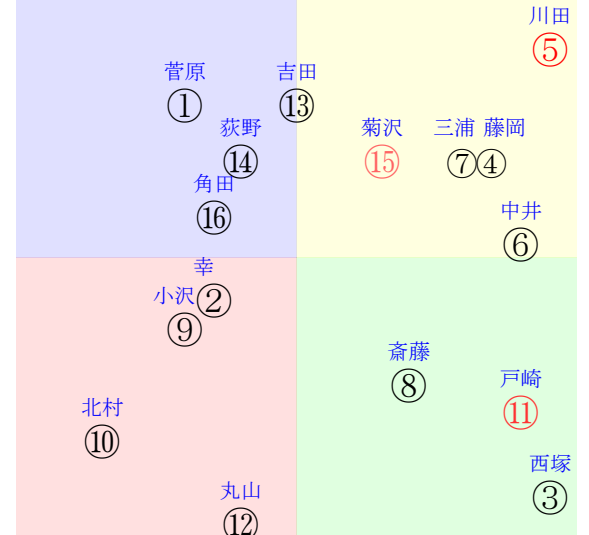 川田
⑤
菅原 吉田
① ⑬
荻野 菊沢 三浦 藤岡
⑭ ⑮ ⑦ ④
角田
⑯
中井
⑥
幸
②
小沢
⑨
斎藤
⑧
戸崎
⑪
北村
⑩
西塚
③
丸山
⑫